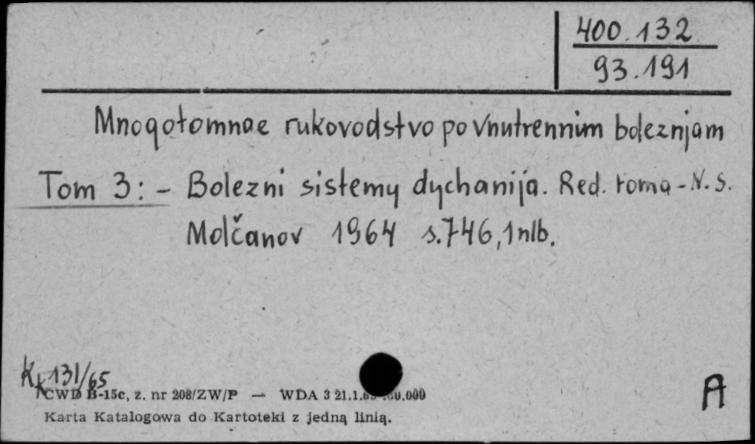 400.132
93.191
Mnogotomnoe rukovodstvo po vnutrennim boleznjam
Tom 3: - Bolezni sistemy dychanija. Red. toma - N. S.
Molčanov 1964 s. 746, 1 nlb.
Kk 131/65
CWD B-15c, z. nr 208/ZW/P — WDA 3 21.1.
Karta Katalogowa do Kartoteki z jedną linią.
A